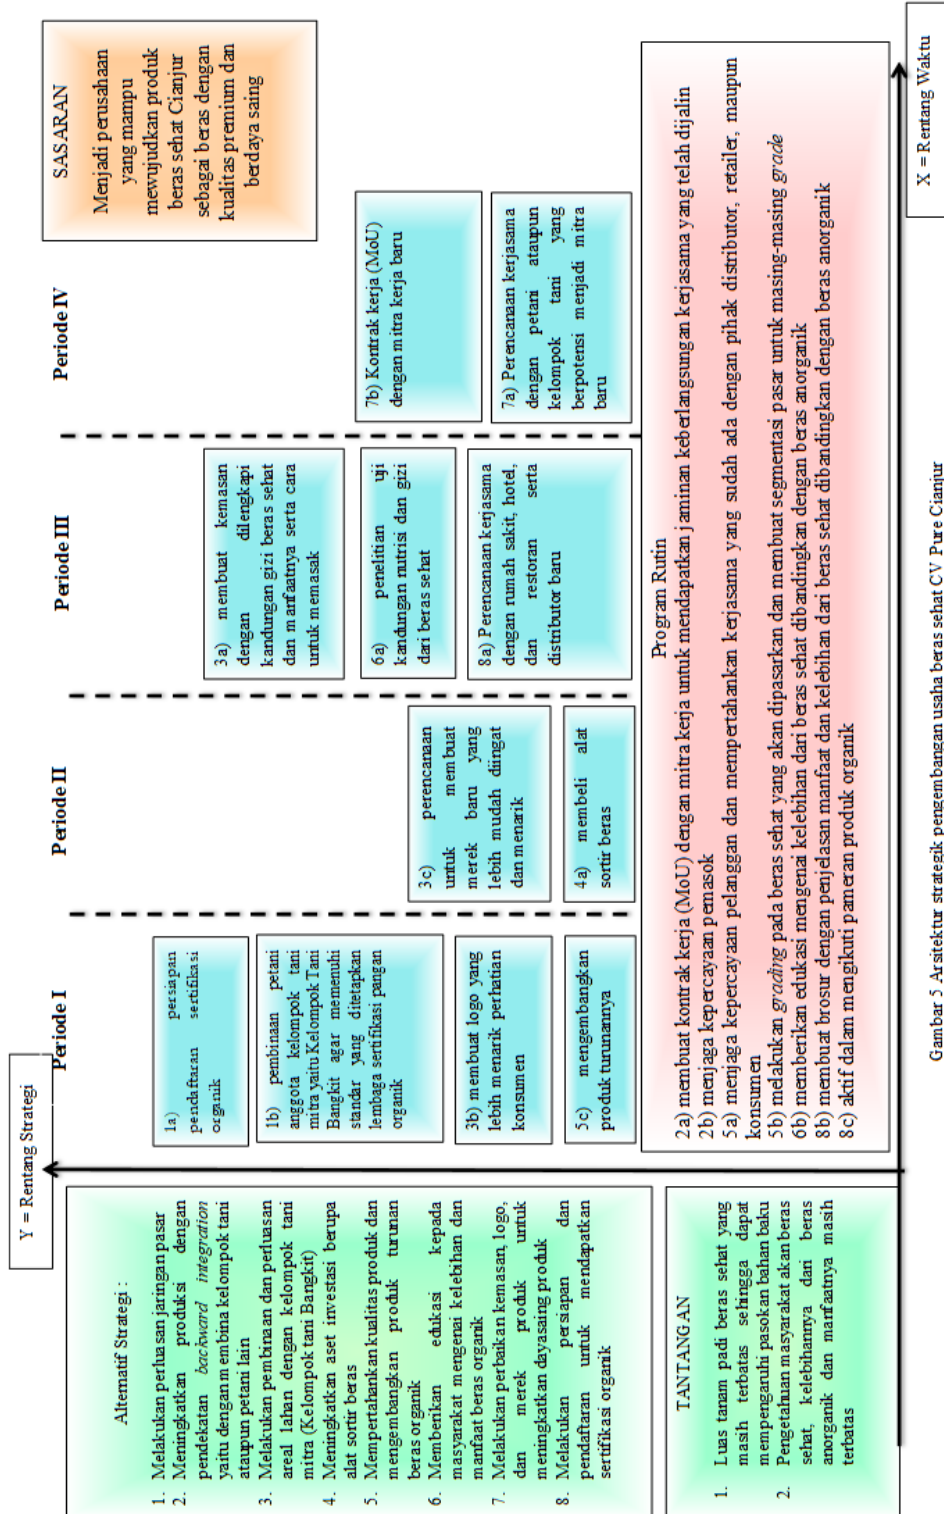 Y = Rentang Strategi
Periode I
Periode II
Periode III
Periode IV
SASARAN
Menjadi perusahaan
yang mampu
mewujudkan produk
beras sehat Cianjur
sebagai beras dengan
kualitas premium dan
berdaya saing
Alternatif Strategi :
1. Melakukan perluasan jaringan pasar
2. Meningkatkan produksi dengan
pendekatan backward integration
yaitu dengan membina kelompok tani
ataupun petani lain
3. Melakukan pembinaan dan perluasan
areal lahan dengan kelompok tani
mitra (Kelompok tani Bangkit)
4. Meningkatkan aset investasi berupa
alat sortir beras
5. Mempertahankan kualitas produk dan
mengembangkan produk turunan
beras organik
6. Memberikan edukasi kepada
masyarakat mengenai kelebihan dan
manfaat beras organik
7. Melakukan perbaikan kemasan, logo,
dan merek produk untuk
meningkatkan dayasaing produk
8. Melakukan persiapan dan
pendaftaran untuk mendapatkan
sertifikasi organik
1a) persiapan
pendaftaran sertifikasi
organik
1b) pembinaan petani
anggota kelompok tani
mitra yaitu Kelompok Tani
Bangkit agar memenuhi
standar yang ditetapkan
lembaga sertifikasi pangan
organik
3b) membuat logo yang
lebih menarik perhatian
konsumen
5c) mengembangkan
produk turunannya
3c) perencanaan
untuk membuat
merek baru yang
lebih mudah diingat
dan menarik
4a) membeli alat
sortir beras
3a) membuat kemasan
dengan dilengkapi
kandungan gizi beras sehat
dan manfaatnya serta cara
untuk memasak
6a) penelitian uji
kandungan nutrisi dan gizi
dari beras sehat
8a) Perencanaan kerjasama
dengan rumah sakit, hotel,
dan restoran serta
distributor baru
7b) Kontrak kerja (MoU)
dengan mitra kerja baru
7a) Perencanaan kerjasama
dengan petani ataupun
kelompok tani yang
berpotensi menjadi mitra
baru
TANTANGAN
1. Luas tanam padi beras sehat yang
masih terbatas sehingga dapat
mempengaruhi pasokan bahan baku
2. Pengetahuan masyarakat akan beras
sehat, kelebihannya dari beras
anorganik dan manfaatnya masih
terbatas
Program Rutin
2a) membuat kontrak kerja (MoU) dengan mitra kerja untuk mendapatkan jaminan keberlangsungan kerjasama yang telah dijalin
2b) menjaga kepercayaan pemasok
5a) menjaga kepercayaan pelanggan dan mempertahankan kerjasama yang sudah ada dengan pihak distributor, retailer, maupun
konsumen
5b) melakukan grading pada beras sehat yang akan dipasarkan dan membuat segmentasi pasar untuk masing-masing grade
6b) memberikan edukasi mengenai kelebihan dari beras sehat dibandingkan dengan beras anorganik
8b) membuat brosur dengan penjelasan manfaat dan kelebihan dari beras sehat dibandingkan dengan beras anorganik
8c) aktif dalam mengikuti pameran produk organik
X = Rentang Waktu
Gambar 5 Arsitektur strategik pengembangan usaha beras sehat CV Pure Cianjur